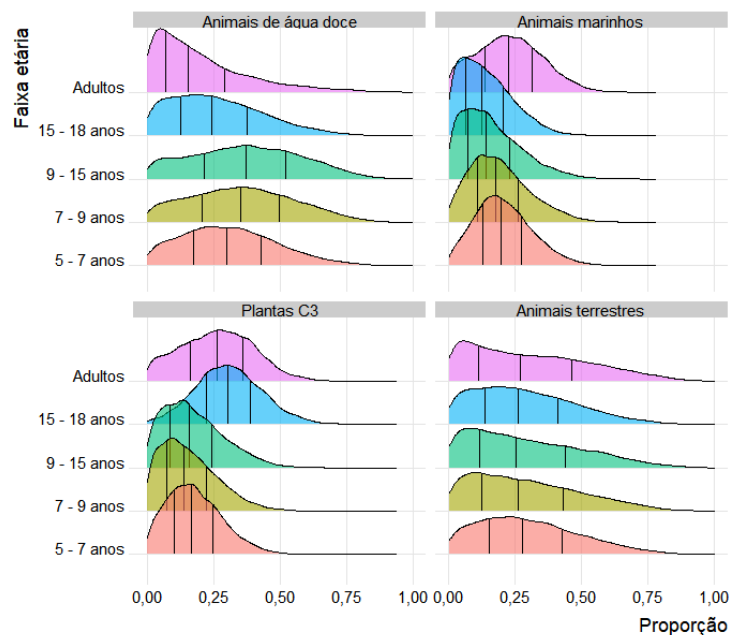 Animais de água doce
Animais marinhos
Faixa etária
Adultos
15 - 18 anos
9 - 15 anos
7 - 9 anos
5 - 7 anos
Plantas C3
Animais terrestres
Adultos
15 - 18 anos
9 - 15 anos
7 - 9 anos
5 - 7 anos
0,00 0,25 0,50 0,75 1,00 0,00 0,25 0,50 0,75 1,00
Proporção